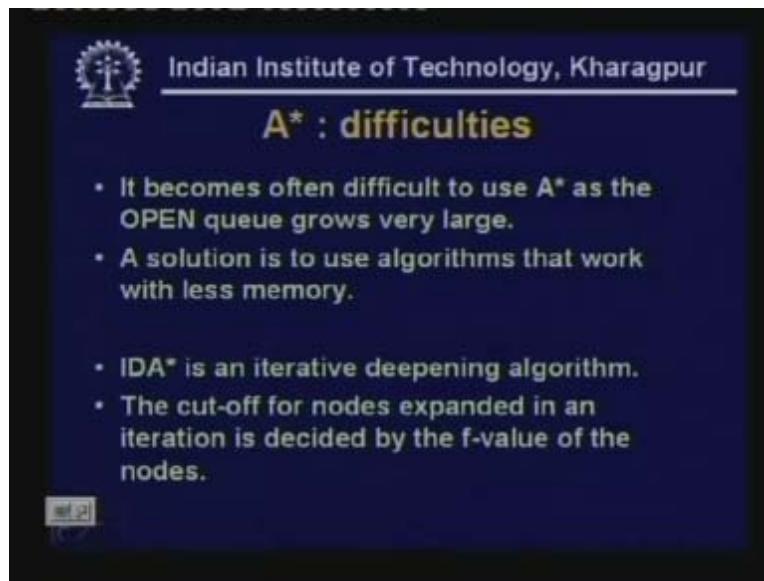 Indian Institute of Technology, Kharagpur
A* : difficulties
• It becomes often difficult to use A* as the
OPEN queue grows very large.
• A solution is to use algorithms that work
with less memory.
• IDA* is an iterative deepening algorithm.
• The cut-off for nodes expanded in an
iteration is decided by the f-value of the
nodes.